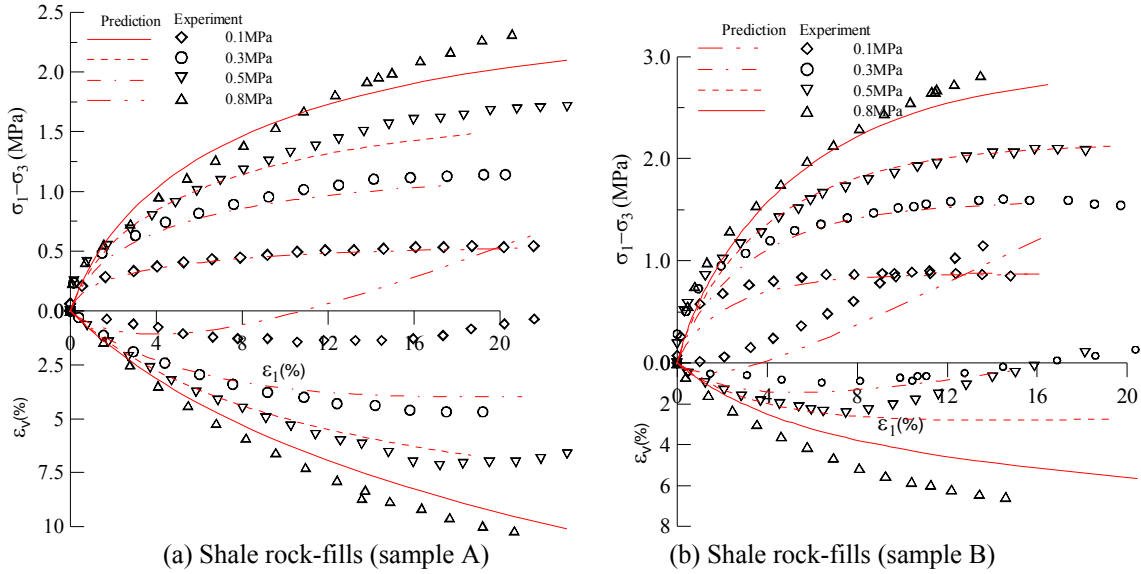 Prediction Experiment
0.1MPa
0.3MPa
0.5MPa
0.8MPa
2.5
2.0
1.5
1.0
0.5
0.0
2.5
5.0
7.5
10
0 4 8 12 16 20
σ1−σ3 (MPa)
εv(%)
ε1(%)
(a) Shale rock-fills (sample A)
Prediction Experiment
0.1MPa
0.3MPa
0.5MPa
0.8MPa
3.0
2.0
1.0
0.0
2
4
6
8
0 4 8 12 16 20
σ1−σ3 (MPa)
εv(%)
ε1(%)
(b) Shale rock-fills (sample B)